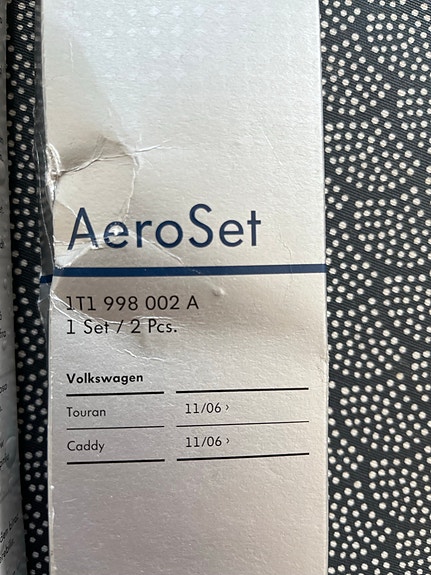 AeroSet
1T1 998 002 A
1 Set / 2 Pcs.
Volkswagen
Touran 11/06 ›
Caddy 11/06 ›